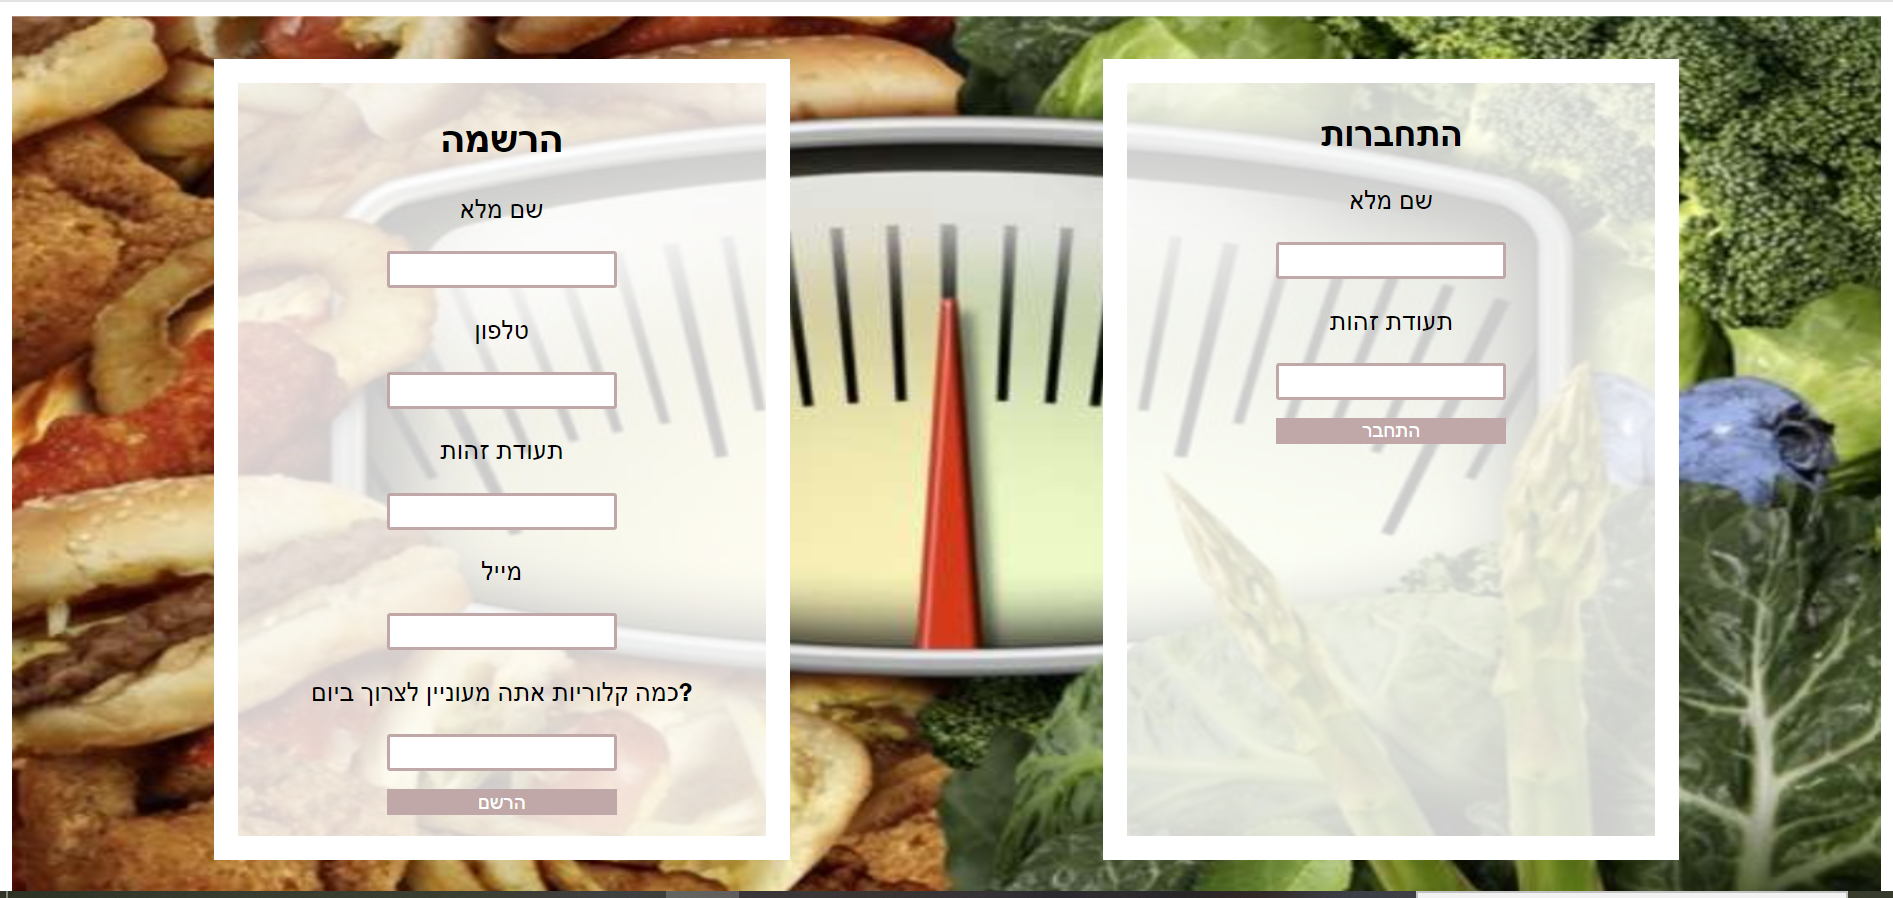 התחברות
שם מלא
תעודת זהות
התחבר
הרשמה
שם מלא
טלפון
תעודת זהות
מייל
?כמה קלוריות אתה מעוניין לצרוך ביום
הרשם